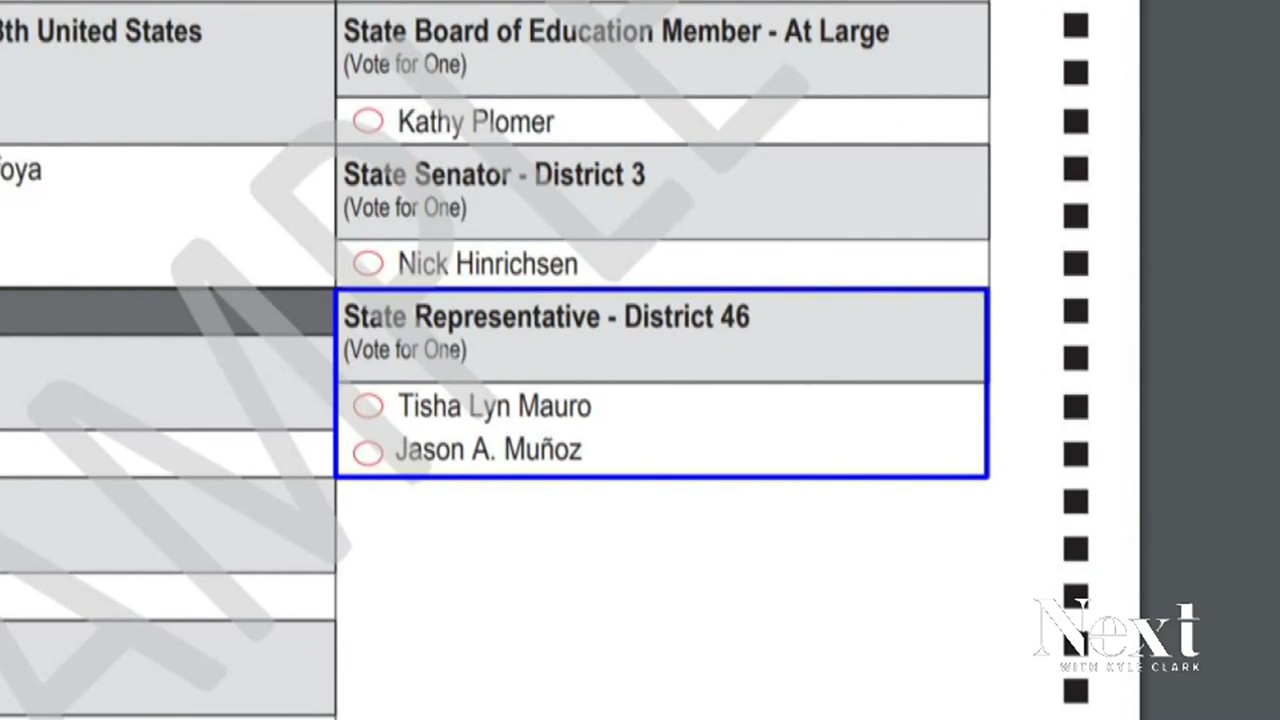 8th United States
foya
State Board of Education Member - At Large
(Vote for One)
Kathy Plomer
State Senator - District 3
(Vote for One)
Nick Hinrichsen
State Representative - District 46
(Vote for One)
Tisha Lyn Mauro
Jason A. Muñoz
SAMPLE
Next
WITH KYLE CLARK